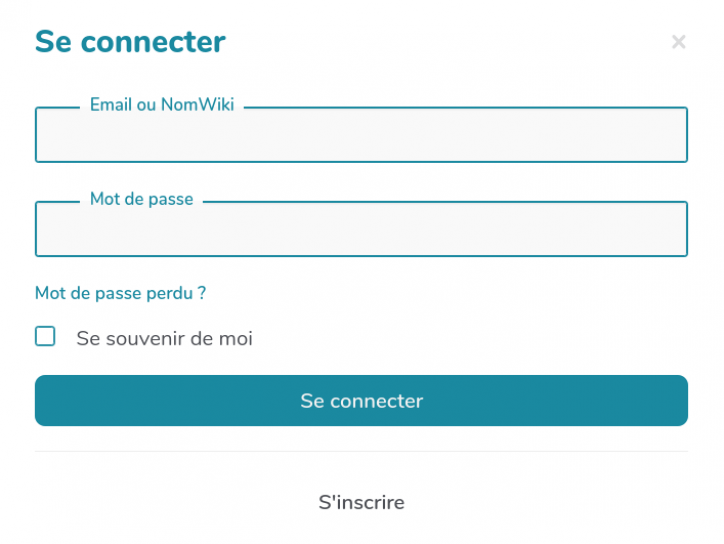 Se connecter
×
Email ou NomWiki
Mot de passe
Mot de passe perdu ?
Se souvenir de moi
Se connecter
S'inscrire